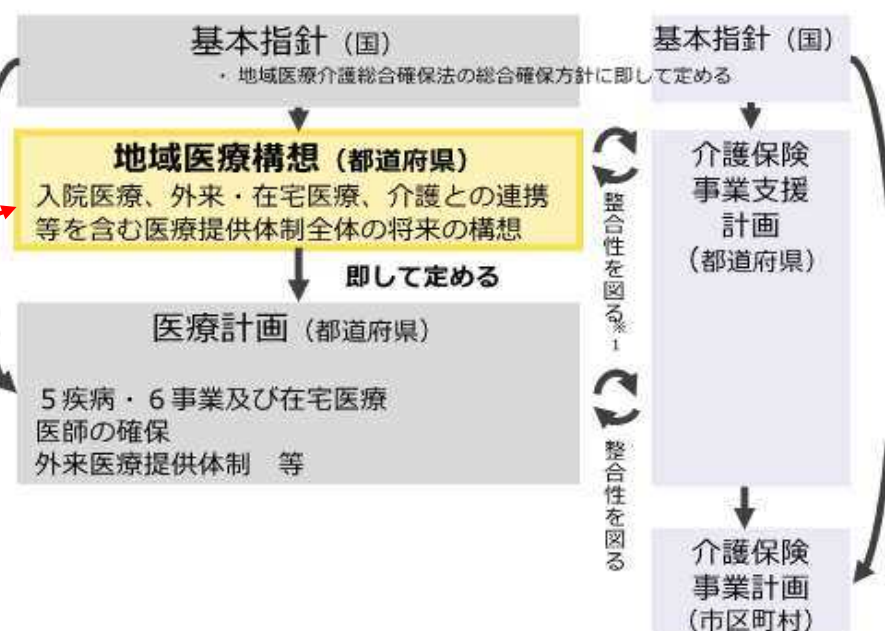 基本指針（国）
・ 地域医療介護総合確保法の総合確保方針に即して定める
地域医療構想（都道府県）
入院医療、外来・在宅医療、介護との連携
等を含む医療提供体制全体の将来の構想
即して定める
医療計画（都道府県）
５疾病・６事業及び在宅医療
医師の確保
外来医療提供体制　等
整合性を図る※1
整合性を図る
基本指針（国）
介護保険
事業支援
計画
（都道府県）
介護保険
事業計画
（市区町村）